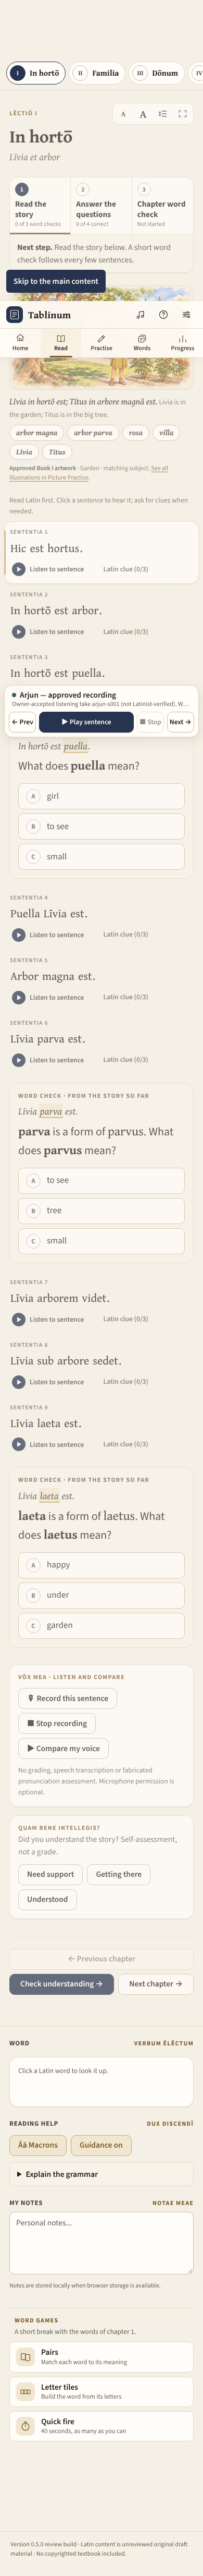 I In hortō II Familia III Dōnum IV
LĒCTIŌ I
A A
In hortō
Līvia et arbor
1 2 3
Read the story
0 of 3 word checks
Answer the questions
0 of 4 correct
Chapter word check
Not started
Next step. Read the story below. A short word
check follows every few sentences.
Skip to the main content
Tablinum
Home Read Practise Words Progress
Līvia in hortō est; Titus in arbore magnā est. Livia is in
the garden; Titus is in the big tree.
arbor magna arbor parva rosa villa
Līvia Titus
Approved Book I artwork · Garden · matching subject. See all
illustrations in Picture Practice.
Read Latin first. Click a sentence to hear it; ask for clues when
needed.
SENTENTIA 1
Hic est hortus.
Listen to sentence Latin clue (0/3)
SENTENTIA 2
In hortō est arbor.
Listen to sentence Latin clue (0/3)
SENTENTIA 3
In hortō est puella.
Arjun — approved recording
Owner-accepted listening take arjun-s001 (not Latinist-verified). W...
← Prev ▶ Play sentence ■ Stop Next →
In hortō est puella.
What does puella mean?
A girl
B to see
C small
SENTENTIA 4
Puella Līvia est.
Listen to sentence Latin clue (0/3)
SENTENTIA 5
Arbor magna est.
Listen to sentence Latin clue (0/3)
SENTENTIA 6
Līvia parva est.
Listen to sentence Latin clue (0/3)
WORD CHECK · FROM THE STORY SO FAR
Līvia parva est.
parva is a form of parvus. What
does parvus mean?
A to see
B tree
C small
SENTENTIA 7
Līvia arborem videt.
Listen to sentence Latin clue (0/3)
SENTENTIA 8
Līvia sub arbore sedet.
Listen to sentence Latin clue (0/3)
SENTENTIA 9
Līvia laeta est.
Listen to sentence Latin clue (0/3)
WORD CHECK · FROM THE STORY SO FAR
Līvia laeta est.
laeta is a form of laetus. What
does laetus mean?
A happy
B under
C garden
VŌX MEA · LISTEN AND COMPARE
Record this sentence
■ Stop recording
▶ Compare my voice
No grading, speech transcription or fabricated
pronunciation assessment. Microphone permission is
optional.
QUAM BENE INTELLEGIS?
Did you understand the story? Self-assessment,
not a grade.
Need support Getting there
Understood
← Previous chapter
Check understanding → Next chapter →
WORD VERBUM ĒLĒCTUM
Click a Latin word to look it up.
READING HELP DUX DISCENDĪ
Āā Macrons Guidance on
▶ Explain the grammar
MY NOTES NOTAE MEAE
Personal notes...
Notes are stored locally when browser storage is available.
WORD GAMES
A short break with the words of chapter 1.
Pairs
Match each word to its meaning
Letter tiles
Build the word from its letters
Quick fire
40 seconds, as many as you can
Version 0.5.0 review build · Latin content is unreviewed original draft
material · No copyrighted textbook included.